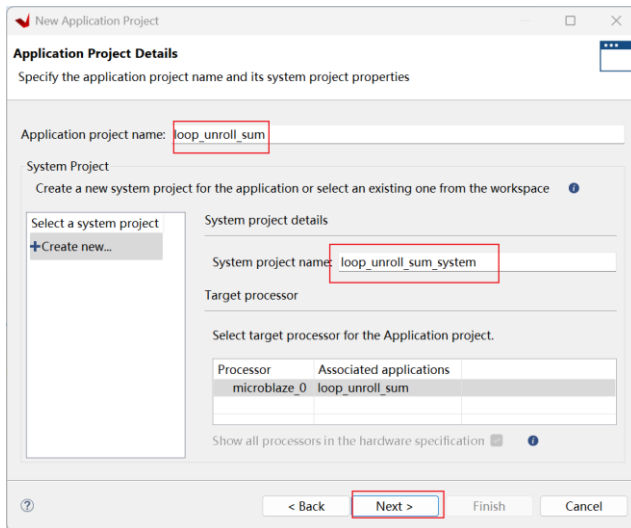 New Application Project
Application Project Details
Specify the application project name and its system project properties
Application project name: loop_unroll_sum
System Project
Create a new system project for the application or select an existing one from the workspace
Select a system project
Create new...
System project details
System project name: loop_unroll_sum_system
Target processor
Select target processor for the Application project.
Processor Associated applications
microblaze_0 loop_unroll_sum
Show all processors in the hardware specification
< Back Next > Finish Cancel